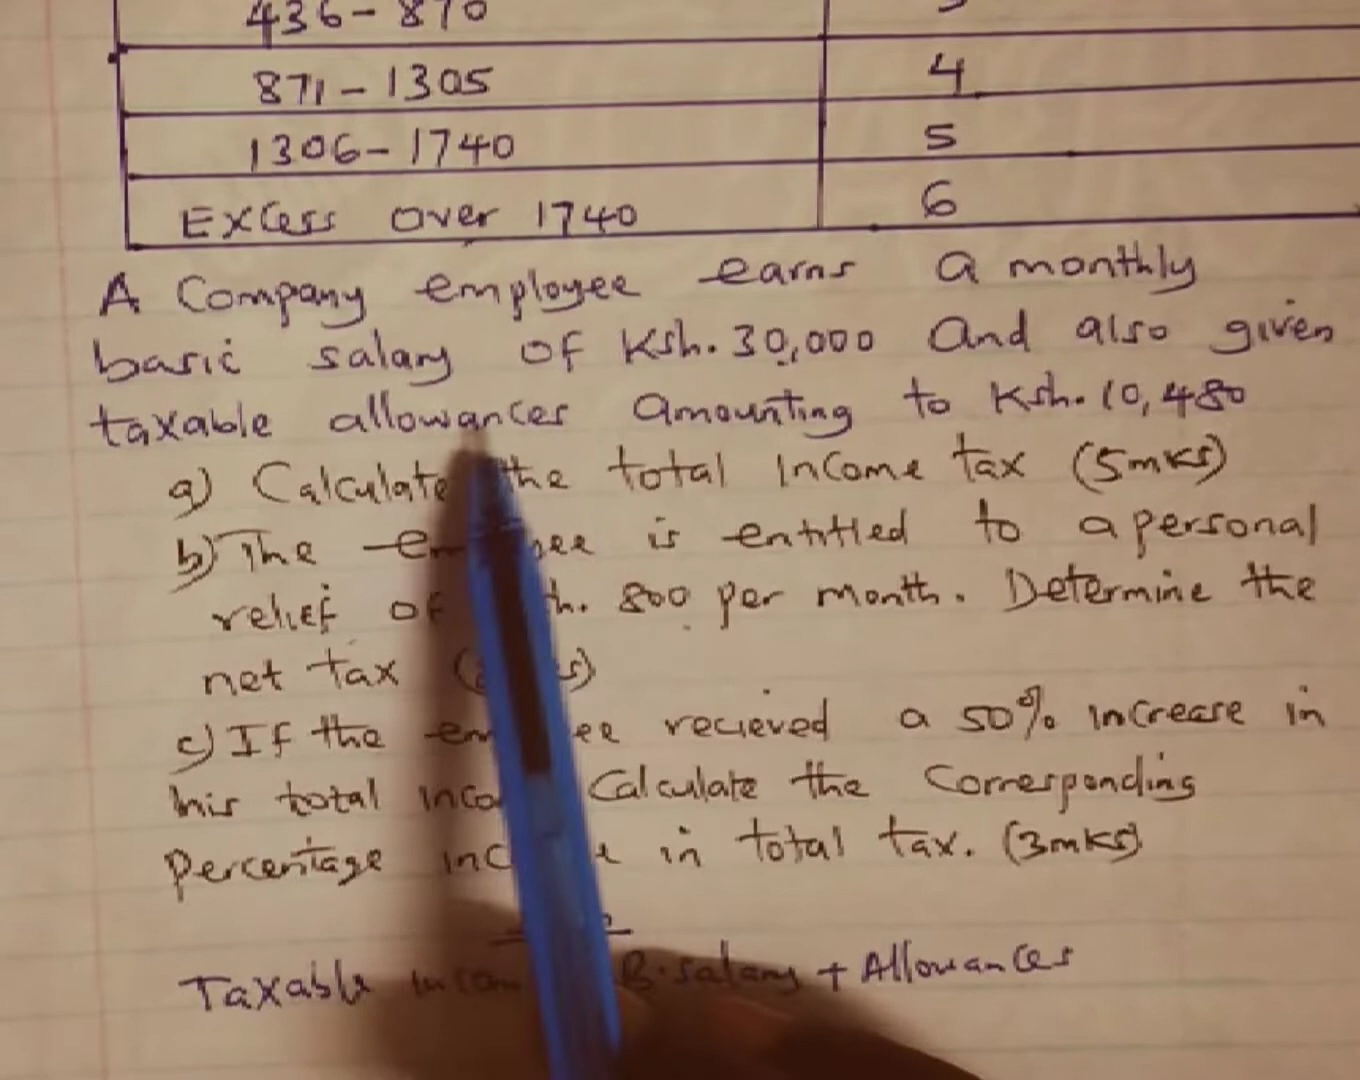 436 - 870
871 - 1305 4
1306 - 1740 5
Excess over 1740 6
A Company employee earns a monthly
basic salary of Ksh. 30,000 and also given
taxable allowances amounting to Ksh. 10,480
a) Calculate the total Income tax (5mks)
b) The is entitled to a personal
relief of 800 per month. Determine the
net tax
c) If the recieved a 50% increase in
his total Calculate the Corresponding
percentage in total tax. (3mks)
Taxable B. salary + Allowances